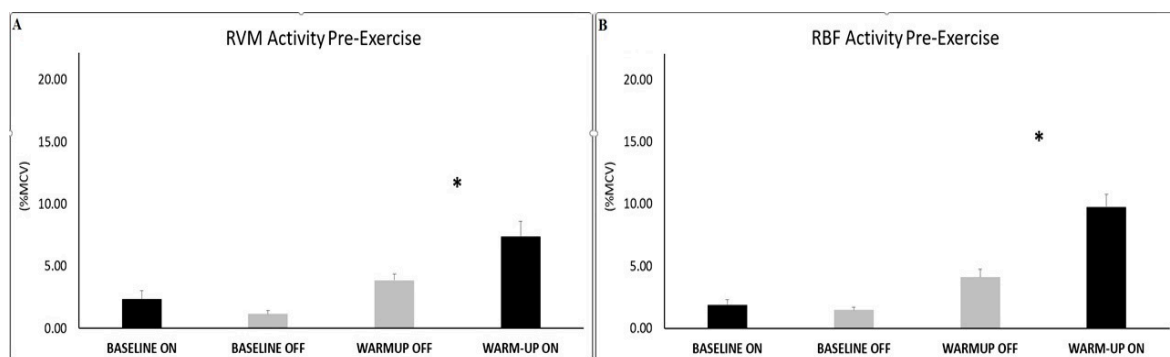 A
RVM Activity Pre-Exercise
20.00
15.00
10.00
5.00
0.00
(%MCV)
*
BASELINE ON BASELINE OFF WARMUP OFF WARM-UP ON
B
RBF Activity Pre-Exercise
20.00
15.00
10.00
5.00
0.00
(%MCV)
*
BASELINE ON BASELINE OFF WARMUP OFF WARM-UP ON